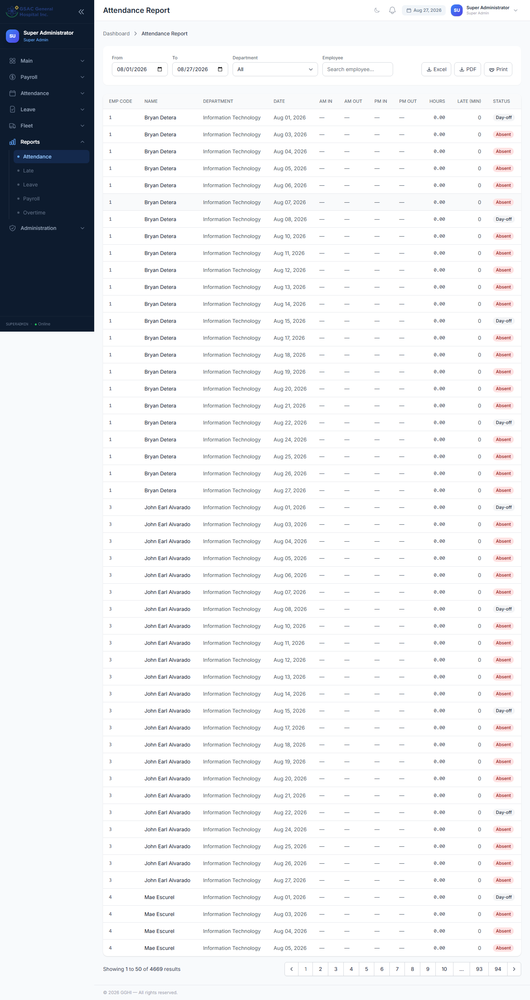 GSAC General
Hospital Inc.
SU
Super Administrator
Super Admin
Main
Payroll
Attendance
Leave
Fleet
Reports
Attendance
Late
Leave
Payroll
Overtime
Administration
SUPERADMIN · Online
Attendance Report
Aug 27, 2026
SU
Super Administrator
Super Admin
Dashboard > Attendance Report
From To Department Employee
08/01/2026 08/27/2026 All Search employee... Excel PDF Print
EMP CODE NAME DEPARTMENT DATE AM IN AM OUT PM IN PM OUT HOURS LATE (MIN) STATUS
1 Bryan Detera Information Technology Aug 01, 2026 — — — — 0.00 0 Day-off
1 Bryan Detera Information Technology Aug 03, 2026 — — — — 0.00 0 Absent
1 Bryan Detera Information Technology Aug 04, 2026 — — — — 0.00 0 Absent
1 Bryan Detera Information Technology Aug 05, 2026 — — — — 0.00 0 Absent
1 Bryan Detera Information Technology Aug 06, 2026 — — — — 0.00 0 Absent
1 Bryan Detera Information Technology Aug 07, 2026 — — — — 0.00 0 Absent
1 Bryan Detera Information Technology Aug 08, 2026 — — — — 0.00 0 Day-off
1 Bryan Detera Information Technology Aug 10, 2026 — — — — 0.00 0 Absent
1 Bryan Detera Information Technology Aug 11, 2026 — — — — 0.00 0 Absent
1 Bryan Detera Information Technology Aug 12, 2026 — — — — 0.00 0 Absent
1 Bryan Detera Information Technology Aug 13, 2026 — — — — 0.00 0 Absent
1 Bryan Detera Information Technology Aug 14, 2026 — — — — 0.00 0 Absent
1 Bryan Detera Information Technology Aug 15, 2026 — — — — 0.00 0 Day-off
1 Bryan Detera Information Technology Aug 17, 2026 — — — — 0.00 0 Absent
1 Bryan Detera Information Technology Aug 18, 2026 — — — — 0.00 0 Absent
1 Bryan Detera Information Technology Aug 19, 2026 — — — — 0.00 0 Absent
1 Bryan Detera Information Technology Aug 20, 2026 — — — — 0.00 0 Absent
1 Bryan Detera Information Technology Aug 21, 2026 — — — — 0.00 0 Absent
1 Bryan Detera Information Technology Aug 22, 2026 — — — — 0.00 0 Day-off
1 Bryan Detera Information Technology Aug 24, 2026 — — — — 0.00 0 Absent
1 Bryan Detera Information Technology Aug 25, 2026 — — — — 0.00 0 Absent
1 Bryan Detera Information Technology Aug 26, 2026 — — — — 0.00 0 Absent
1 Bryan Detera Information Technology Aug 27, 2026 — — — — 0.00 0 Absent
3 John Earl Alvarado Information Technology Aug 01, 2026 — — — — 0.00 0 Day-off
3 John Earl Alvarado Information Technology Aug 03, 2026 — — — — 0.00 0 Absent
3 John Earl Alvarado Information Technology Aug 04, 2026 — — — — 0.00 0 Absent
3 John Earl Alvarado Information Technology Aug 05, 2026 — — — — 0.00 0 Absent
3 John Earl Alvarado Information Technology Aug 06, 2026 — — — — 0.00 0 Absent
3 John Earl Alvarado Information Technology Aug 07, 2026 — — — — 0.00 0 Absent
3 John Earl Alvarado Information Technology Aug 08, 2026 — — — — 0.00 0 Day-off
3 John Earl Alvarado Information Technology Aug 10, 2026 — — — — 0.00 0 Absent
3 John Earl Alvarado Information Technology Aug 11, 2026 — — — — 0.00 0 Absent
3 John Earl Alvarado Information Technology Aug 12, 2026 — — — — 0.00 0 Absent
3 John Earl Alvarado Information Technology Aug 13, 2026 — — — — 0.00 0 Absent
3 John Earl Alvarado Information Technology Aug 14, 2026 — — — — 0.00 0 Absent
3 John Earl Alvarado Information Technology Aug 15, 2026 — — — — 0.00 0 Day-off
3 John Earl Alvarado Information Technology Aug 17, 2026 — — — — 0.00 0 Absent
3 John Earl Alvarado Information Technology Aug 18, 2026 — — — — 0.00 0 Absent
3 John Earl Alvarado Information Technology Aug 19, 2026 — — — — 0.00 0 Absent
3 John Earl Alvarado Information Technology Aug 20, 2026 — — — — 0.00 0 Absent
3 John Earl Alvarado Information Technology Aug 21, 2026 — — — — 0.00 0 Absent
3 John Earl Alvarado Information Technology Aug 22, 2026 — — — — 0.00 0 Day-off
3 John Earl Alvarado Information Technology Aug 24, 2026 — — — — 0.00 0 Absent
3 John Earl Alvarado Information Technology Aug 25, 2026 — — — — 0.00 0 Absent
3 John Earl Alvarado Information Technology Aug 26, 2026 — — — — 0.00 0 Absent
3 John Earl Alvarado Information Technology Aug 27, 2026 — — — — 0.00 0 Absent
4 Mae Escurel Information Technology Aug 01, 2026 — — — — 0.00 0 Day-off
4 Mae Escurel Information Technology Aug 03, 2026 — — — — 0.00 0 Absent
4 Mae Escurel Information Technology Aug 04, 2026 — — — — 0.00 0 Absent
4 Mae Escurel Information Technology Aug 05, 2026 — — — — 0.00 0 Absent
Showing 1 to 50 of 4669 results 1 2 3 4 5 6 7 8 9 10 ... 93 94
© 2026 GGHI — All rights reserved.